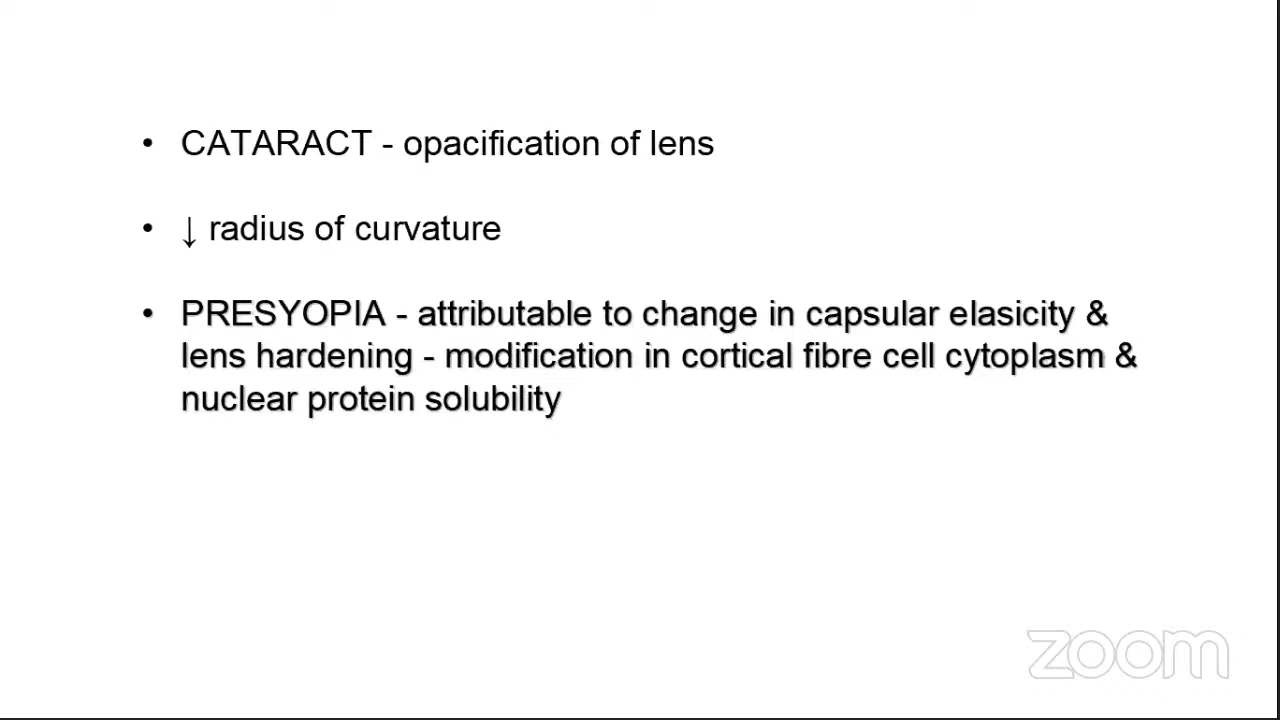 • CATARACT - opacification of lens
• ↓ radius of curvature
• PRESYOPIA - attributable to change in capsular elasicity &
lens hardening - modification in cortical fibre cell cytoplasm &
nuclear protein solubility
zoom